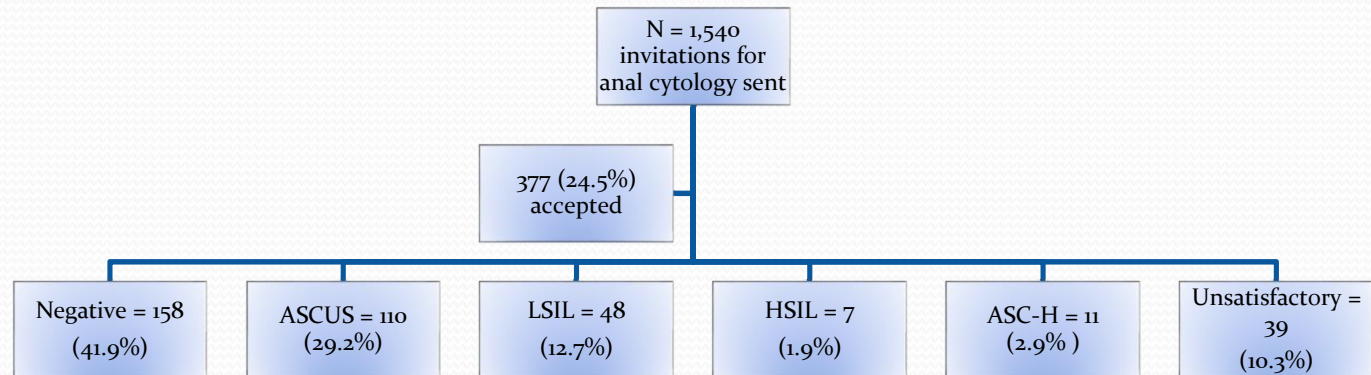 N = 1,540
invitations for
anal cytology sent
377 (24.5%)
accepted
Negative = 158
(41.9%)
ASCUS = 110
(29.2%)
LSIL = 48
(12.7%)
HSIL = 7
(1.9%)
ASC-H = 11
(2.9% )
Unsatisfactory =
39
(10.3%)